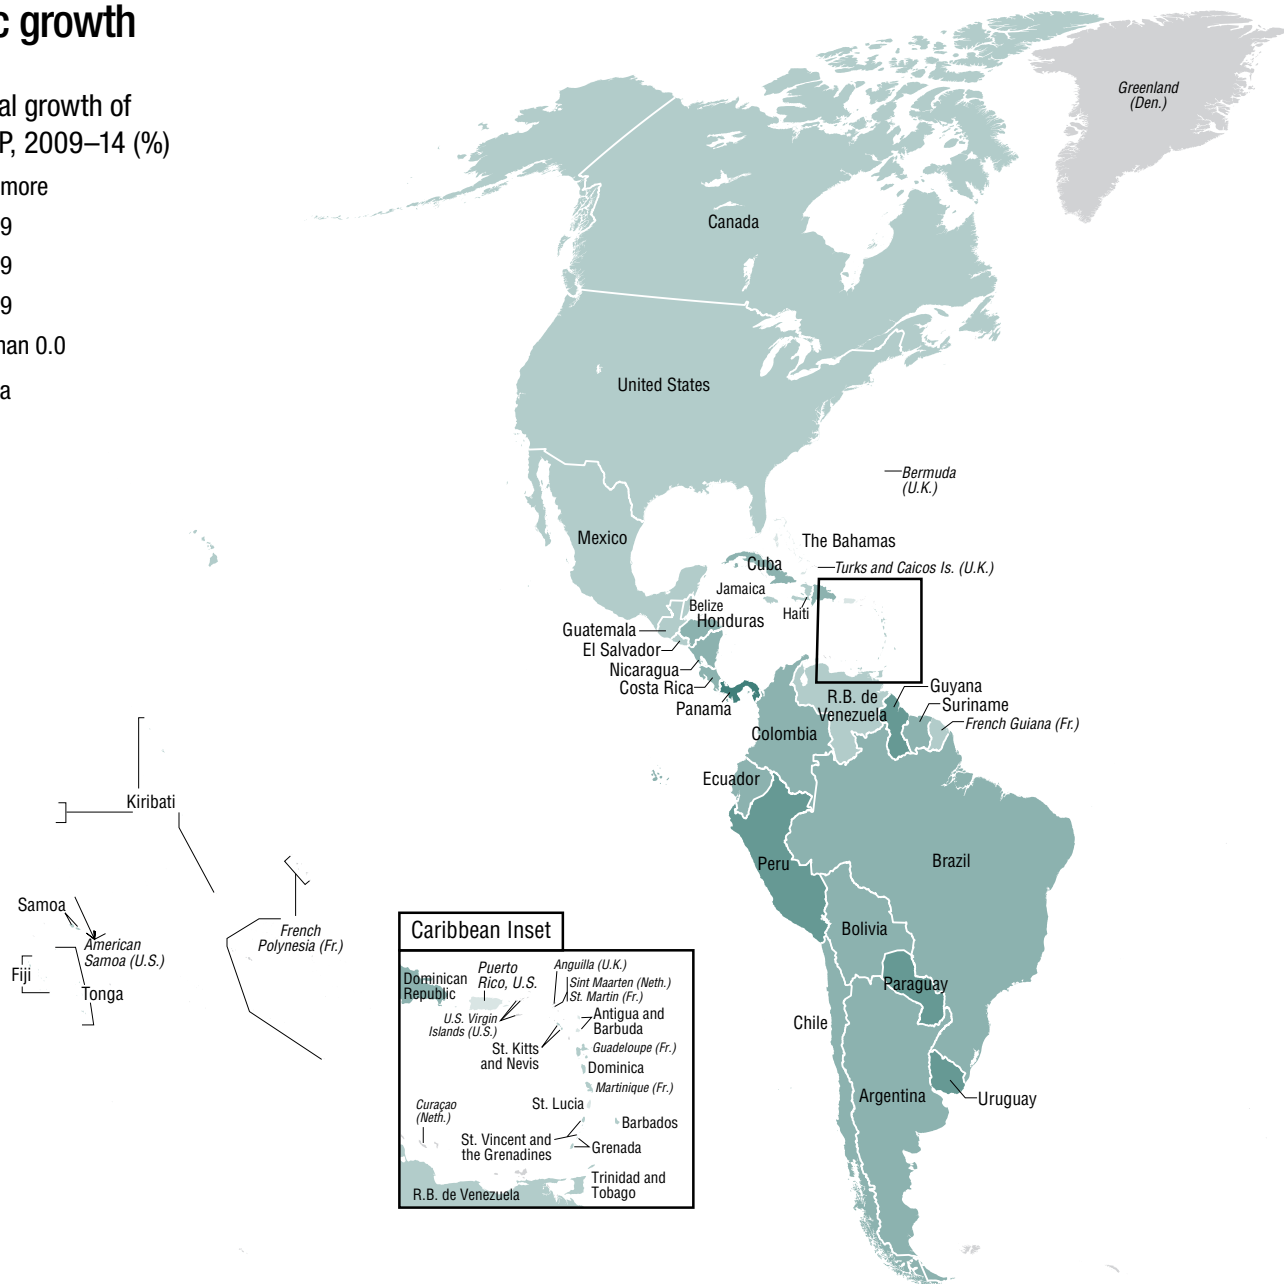 c growth
al growth of
P, 2009–14 (%)
more
9
9
9
han 0.0
a
Greenland
(Den.)
Canada
United States
Bermuda
(U.K.)
Mexico
The Bahamas
Cuba
Turks and Caicos Is. (U.K.)
Jamaica
Belize
Haiti
Honduras
Guatemala
El Salvador
Nicaragua
Costa Rica
Panama
Guyana
R.B. de
Venezuela
Suriname
French Guiana (Fr.)
Colombia
Ecuador
Kiribati
Peru
Brazil
Samoa
American
Samoa (U.S.)
French
Polynesia (Fr.)
Fiji
Tonga
Bolivia
Paraguay
Chile
Argentina
Uruguay
Caribbean Inset
Dominican
Republic
Puerto
Rico, U.S.
Anguilla (U.K.)
Sint Maarten (Neth.)
St. Martin (Fr.)
U.S. Virgin
Islands (U.S.)
Antigua and
Barbuda
St. Kitts
and Nevis
Guadeloupe (Fr.)
Dominica
Martinique (Fr.)
St. Lucia
Curaçao
(Neth.)
Barbados
St. Vincent and
the Grenadines
Grenada
Trinidad and
Tobago
R.B. de Venezuela